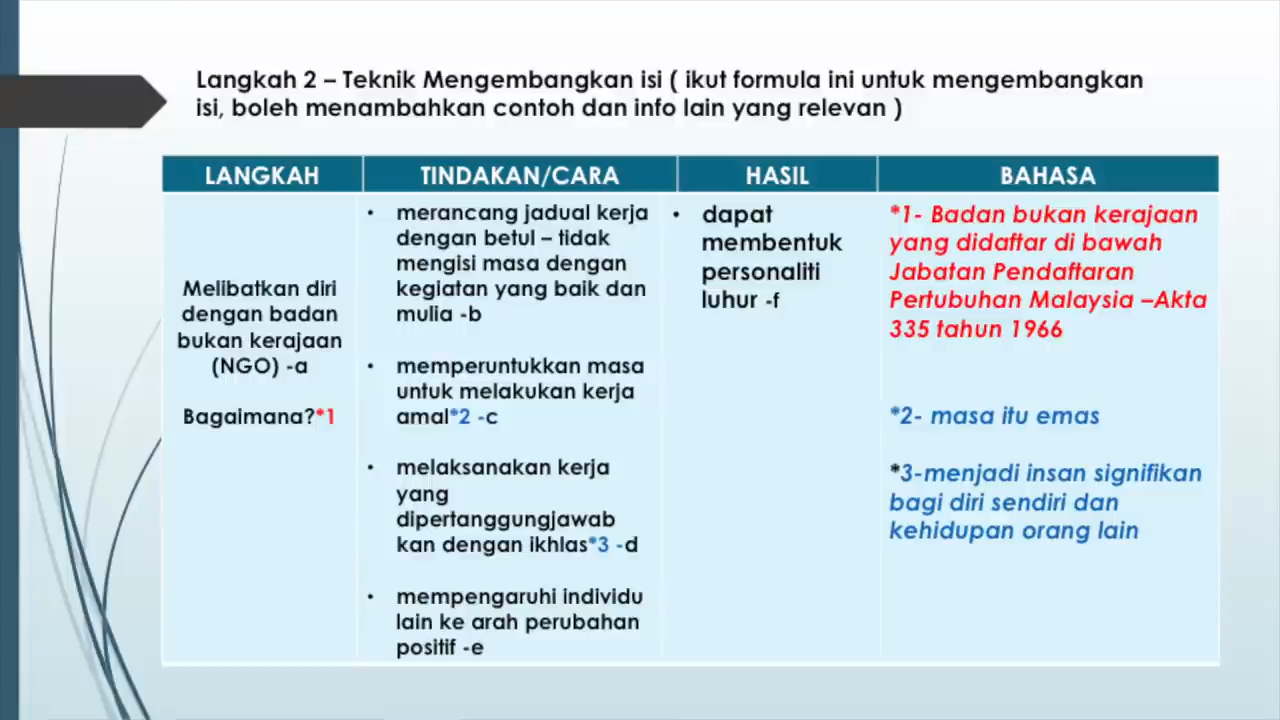 Langkah 2 – Teknik Mengembangkan isi ( ikut formula ini untuk mengembangkan
isi, boleh menambahkan contoh dan info lain yang relevan )
LANGKAH
TINDAKAN/CARA
HASIL
BAHASA
Melibatkan diri
dengan badan
bukan kerajaan
(NGO) -a
Bagaimana?*1
• merancang jadual kerja
dengan betul – tidak
mengisi masa dengan
kegiatan yang baik dan
mulia -b
• memperuntukkan masa
untuk melakukan kerja
amal*2 -c
• melaksanakan kerja
yang
dipertanggungjawab
kan dengan ikhlas*3 -d
• mempengaruhi individu
lain ke arah perubahan
positif -e
• dapat
membentuk
personaliti
luhur -f
*1- Badan bukan kerajaan
yang didaftar di bawah
Jabatan Pendaftaran
Pertubuhan Malaysia –Akta
335 tahun 1966
*2- masa itu emas
*3-menjadi insan signifikan
bagi diri sendiri dan
kehidupan orang lain